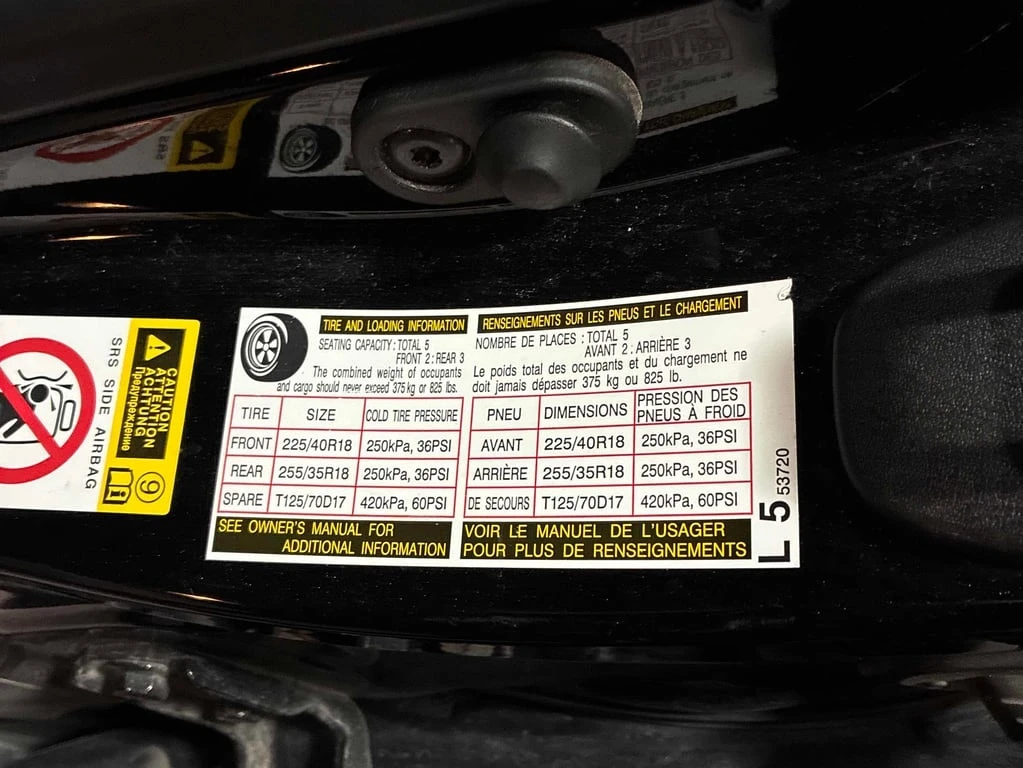 TIRE AND LOADING INFORMATION
SEATING CAPACITY : TOTAL 5
FRONT 2 : REAR 3
The combined weight of occupants
and cargo should never exceed 375 kg or 825 lbs.
TIRE SIZE COLD TIRE PRESSURE
FRONT 225/40R18 250kPa, 36PSI
REAR 255/35R18 250kPa, 36PSI
SPARE T125/70D17 420kPa, 60PSI
SEE OWNER'S MANUAL FOR
ADDITIONAL INFORMATION
RENSEIGNEMENTS SUR LES PNEUS ET LE CHARGEMENT
NOMBRE DE PLACES : TOTAL 5
AVANT 2 : ARRIÈRE 3
Le poids total des occupants et du chargement ne
doit jamais dépasser 375 kg ou 825 lb.
PNEU DIMENSIONS PRESSION DES
PNEUS À FROID
AVANT 225/40R18 250kPa, 36PSI
ARRIÈRE 255/35R18 250kPa, 36PSI
DE SECOURS T125/70D17 420kPa, 60PSI
VOIR LE MANUEL DE L'USAGER
POUR PLUS DE RENSEIGNEMENTS
L 5 53720
SRS SIDE AIRBAG
CAUTION
ATTENTION
ACHTUNG
Предупреждение
9